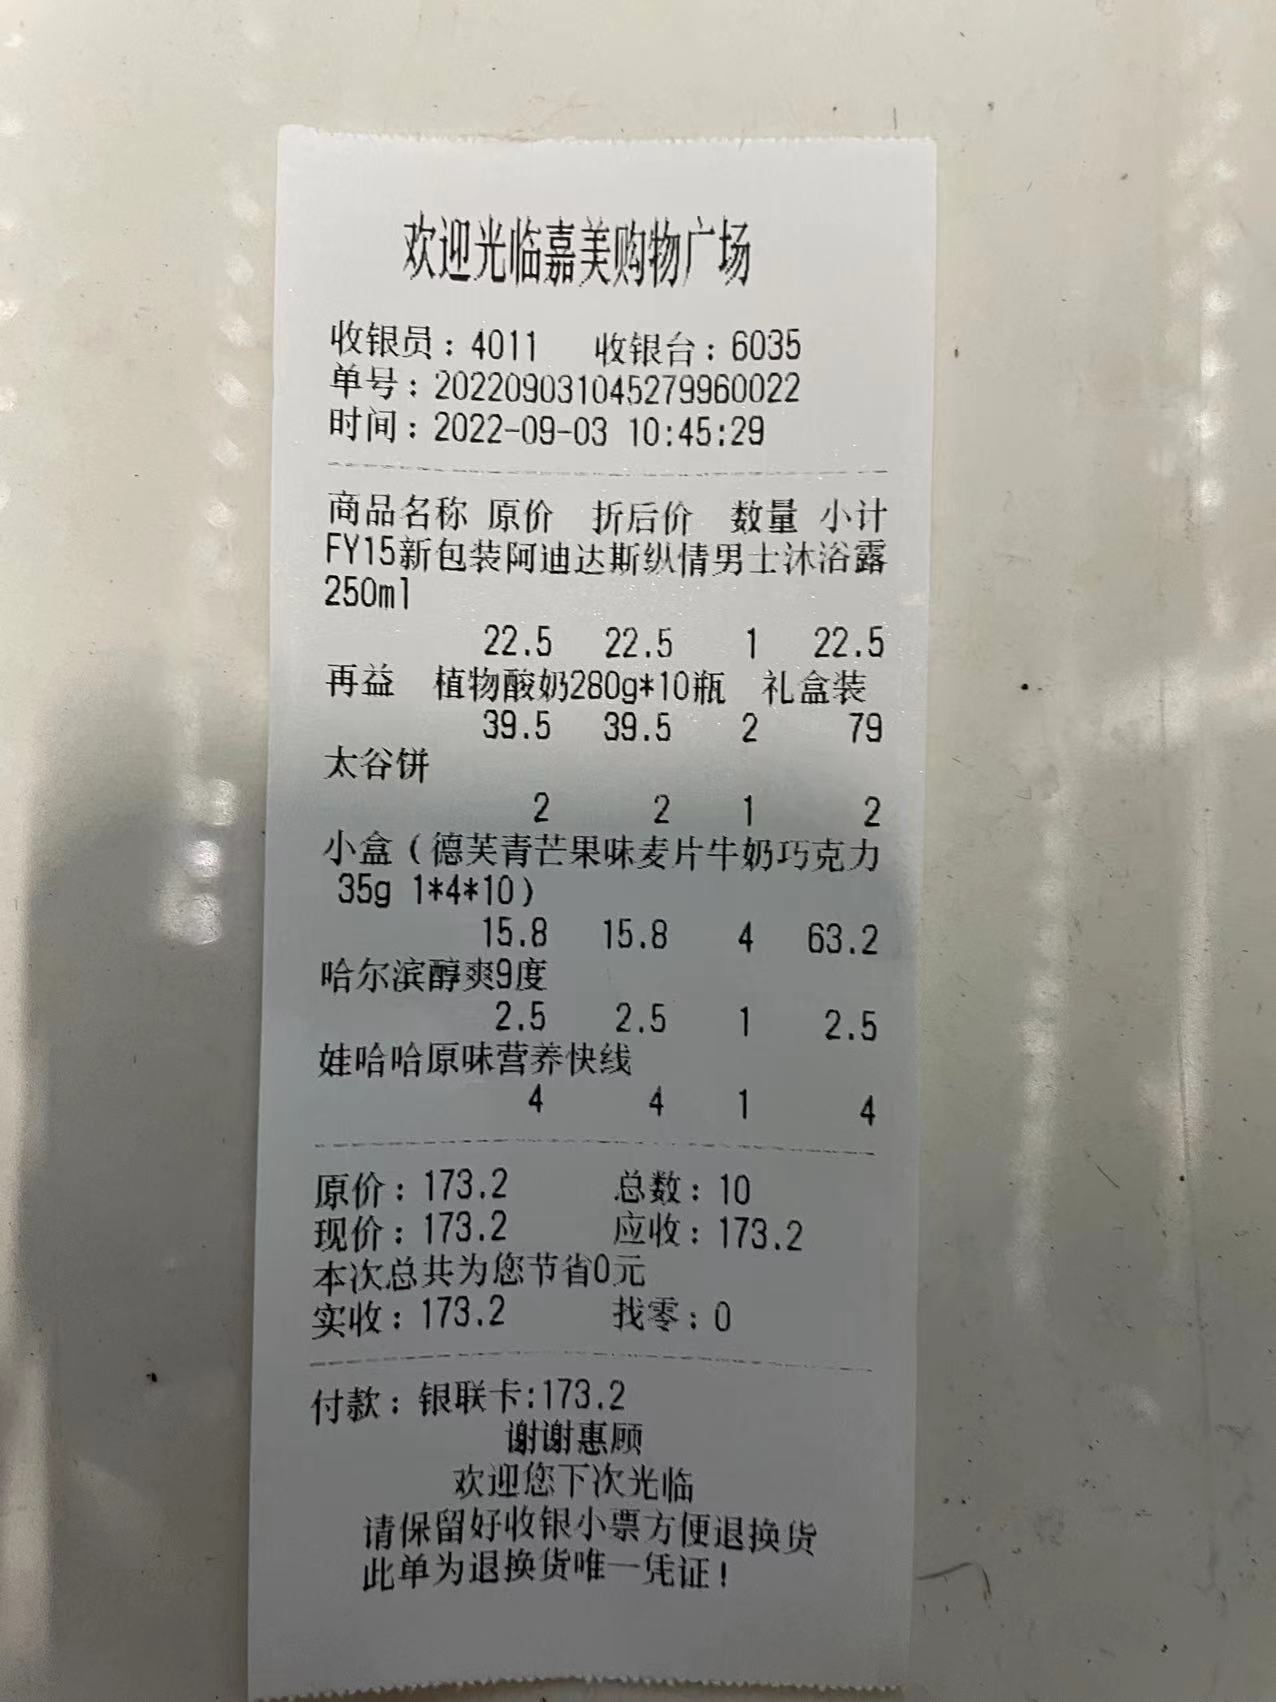 欢迎光临嘉美购物广场
收银员：4011 收银台：6035
单号：202209031045279960022
时间：2022-09-03 10:45:29
商品名称 原价 折后价 数量 小计
FY15新包装阿迪达斯纵情男士沐浴露
250ml
22.5 22.5 1 22.5
再益 植物酸奶280g*10瓶 礼盒装
39.5 39.5 2 79
太谷饼
2 2 1 2
小盒（德芙青芒果味麦片牛奶巧克力
35g 1*4*10）
15.8 15.8 4 63.2
哈尔滨醇爽9度
2.5 2.5 1 2.5
娃哈哈原味营养快线
4 4 1 4
原价：173.2 总数：10
现价：173.2 应收：173.2
本次总共为您节省0元
实收：173.2 找零：0
付款：银联卡:173.2
谢谢惠顾
欢迎您下次光临
请保留好收银小票方便退换货
此单为退换货唯一凭证！